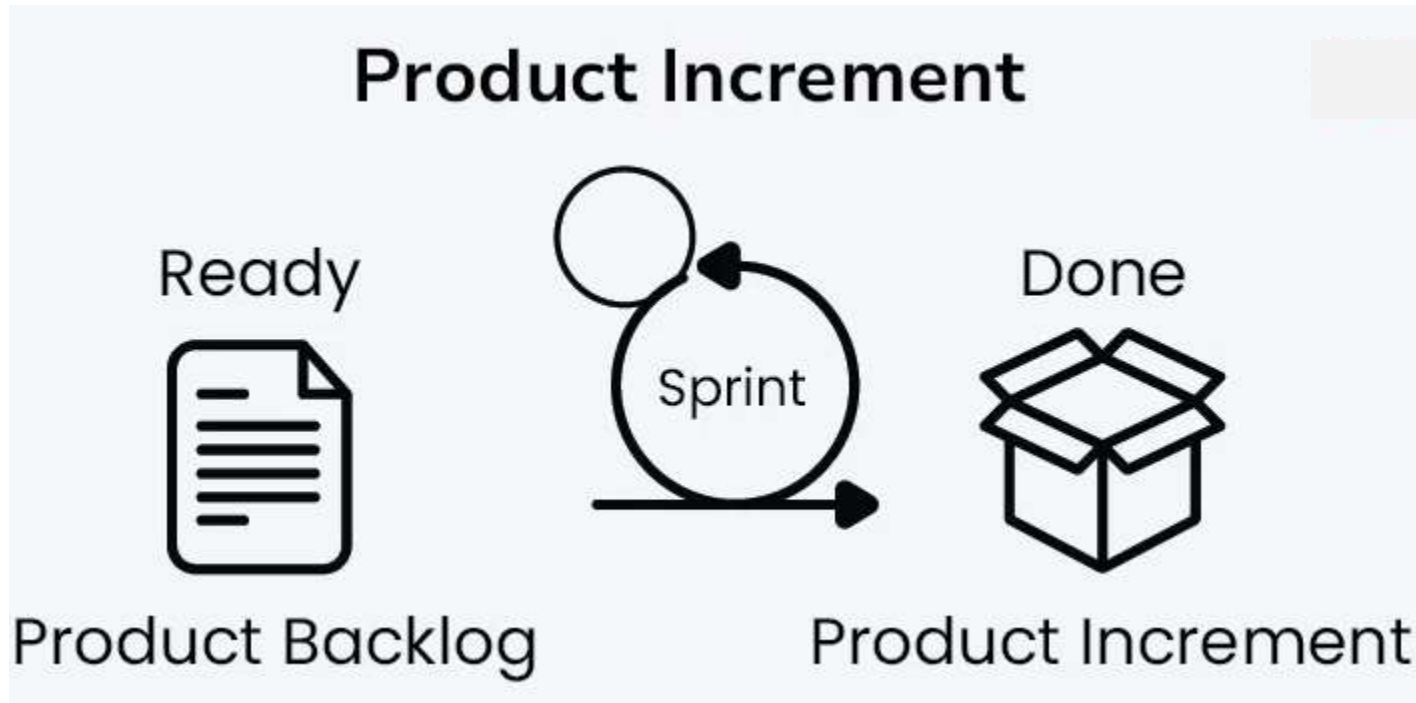 Product Increment
Ready
Done
Sprint
Product Backlog
Product Increment